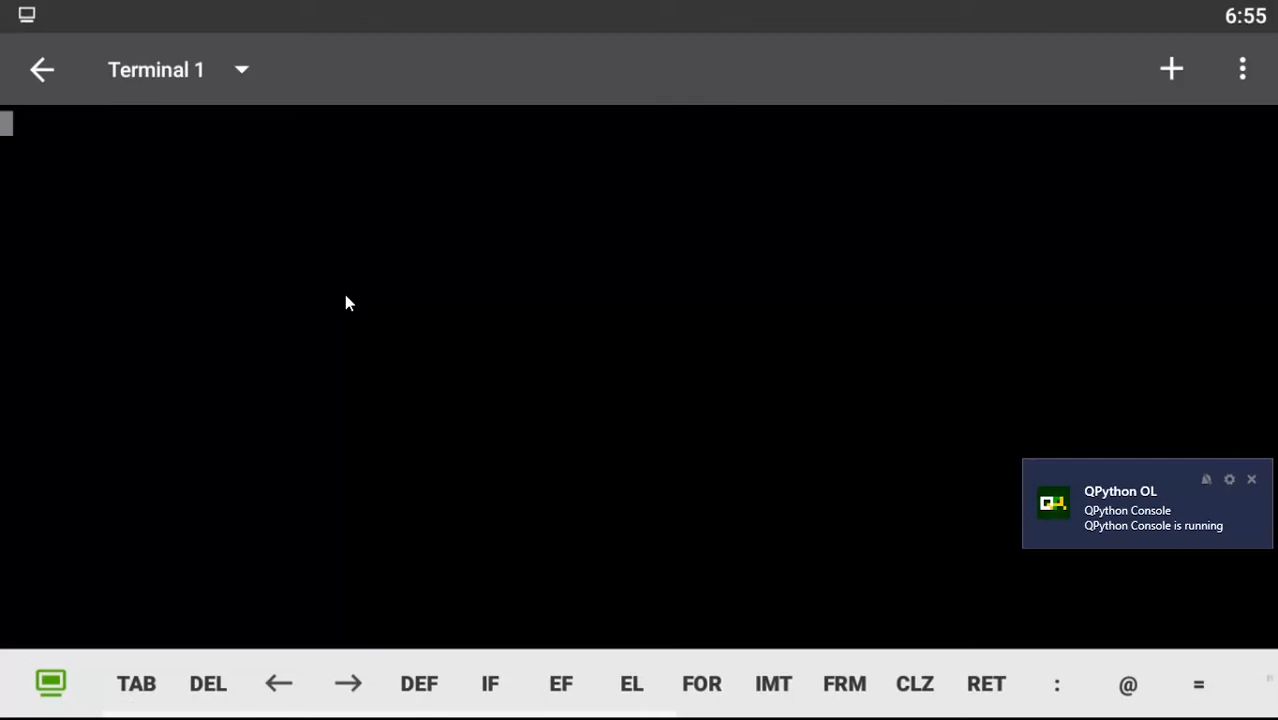 6:55
Terminal 1
QPython OL
QPython Console
QPython Console is running
TAB DEL DEF IF EF EL FOR IMT FRM CLZ RET : @ =